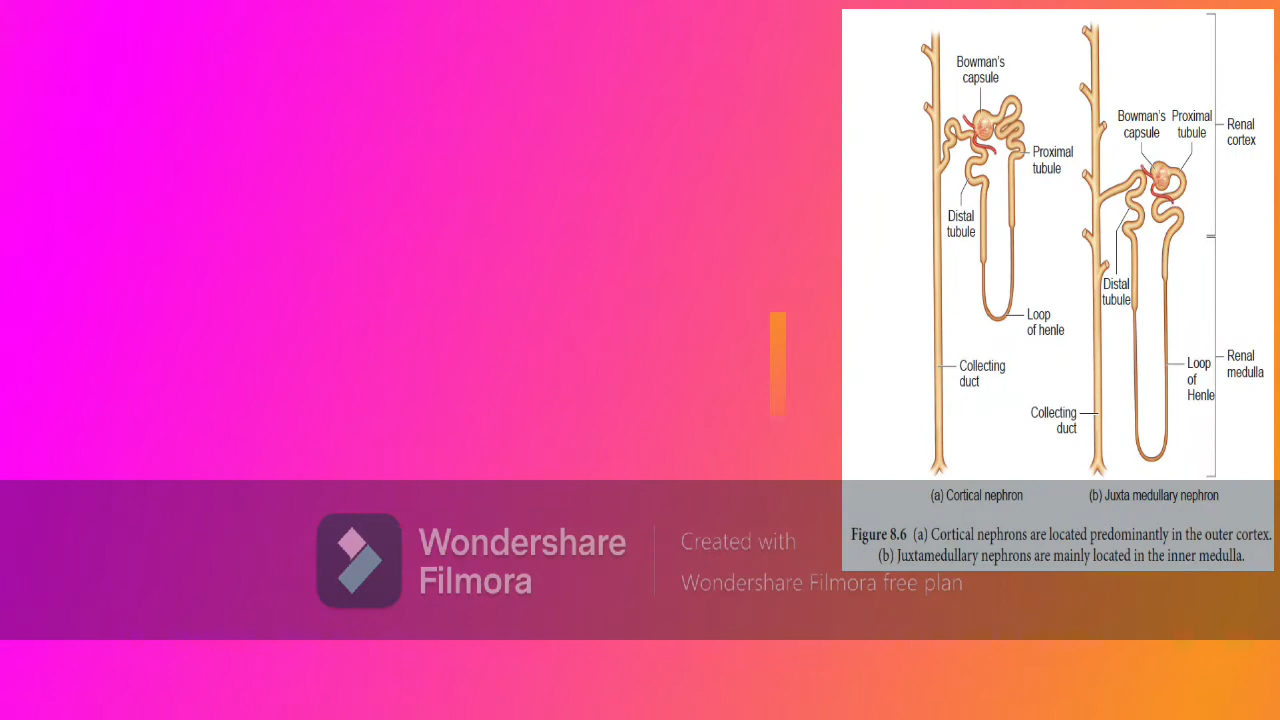 Bowman's
capsule
Proximal
tubule
Distal
tubule
Loop
of henle
Collecting
duct
Bowman's
capsule
Proximal
tubule
Renal
cortex
Distal
tubule
Loop
of
Henle
Renal
medulla
Collecting
duct
(a) Cortical nephron
(b) Juxta medullary nephron
Figure 8.6 (a) Cortical nephrons are located predominantly in the outer cortex.
(b) Juxtamedullary nephrons are mainly located in the inner medulla.
Wondershare
Filmora
Created with
Wondershare Filmora free plan